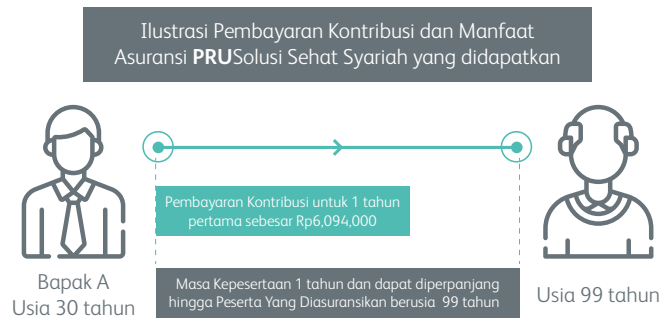 Ilustrasi Pembayaran Kontribusi dan Manfaat
Asuransi PRUSolusi Sehat Syariah yang didapatkan
Pembayaran Kontribusi untuk 1 tahun
pertama sebesar Rp6,094,000
Bapak A
Usia 30 tahun
Masa Kepesertaan 1 tahun dan dapat diperpanjang
hingga Peserta Yang Diasuransikan berusia 99 tahun
Usia 99 tahun